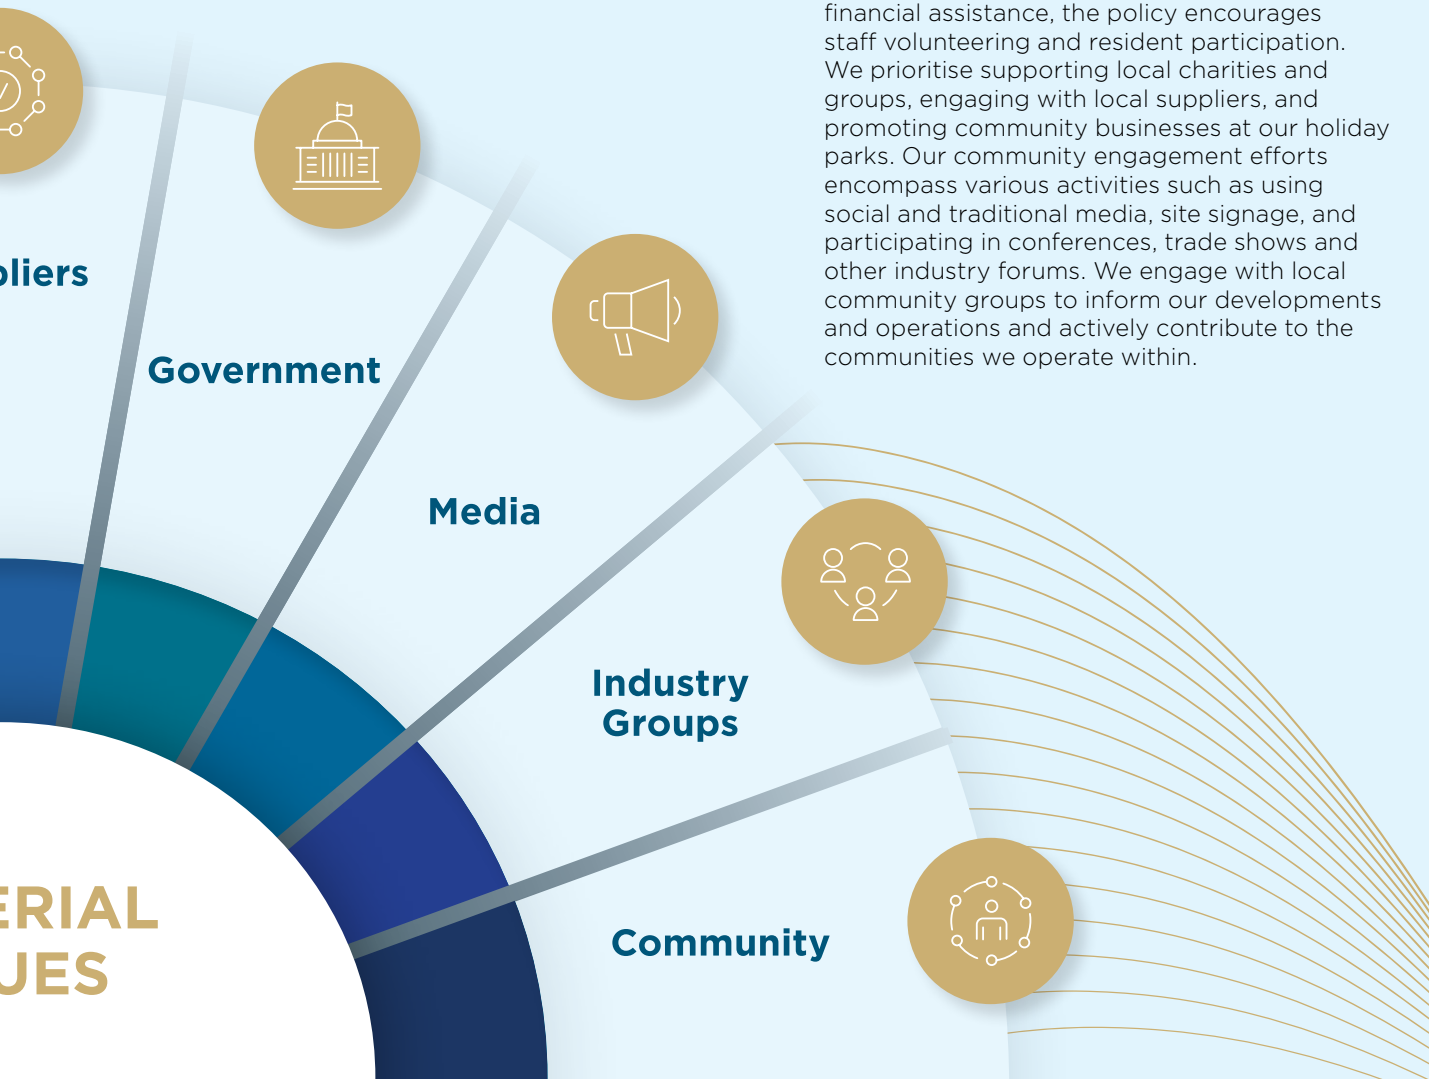 financial assistance, the policy encourages
staff volunteering and resident participation.
We prioritise supporting local charities and
groups, engaging with local suppliers, and
promoting community businesses at our holiday
parks. Our community engagement efforts
encompass various activities such as using
social and traditional media, site signage, and
participating in conferences, trade shows and
other industry forums. We engage with local
community groups to inform our developments
and operations and actively contribute to the
communities we operate within.
pliers
Government
Media
Industry
Groups
Community
ERIAL
UES